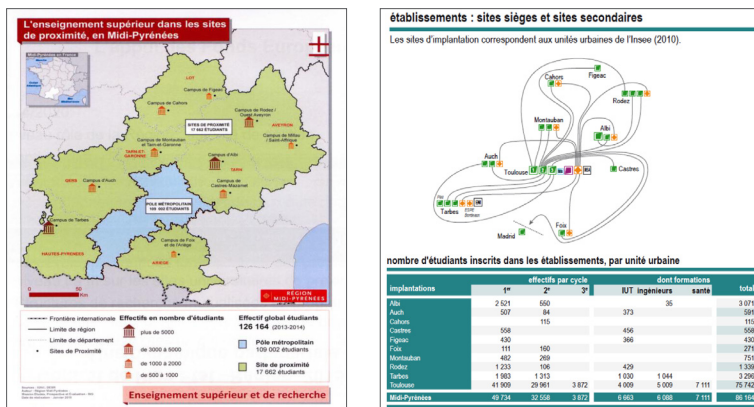 L'enseignement supérieur dans les sites
de proximité, en Midi-Pyrénées
Midi-Pyrénées en France
LOT
Campus de Figeac
Campus de Cahors
Campus de Rodez /
Ouest Aveyron
SITES DE PROXIMITÉ
17 662 ÉTUDIANTS
AVEYRON
Campus de Montauban
et Tarn-et-Garonne
Campus de Millau
/ Saint-Affrique
TARN-ET-
GARONNE
Campus d'Albi
GERS
Campus d'Auch
TARN
Campus de
Castres-Mazamet
PÔLE MÉTROPOLITAIN
109 002 ÉTUDIANTS
Campus de Tarbes
Campus de Foix
et de l'Ariège
HAUTES-PYRÉNÉES
ARIEGE
0
50
Km
RÉGION
MIDI-PYRÉNÉES
Frontière internationale
Limite de région
Limite de département
Sites de Proximité
Effectifs en nombre d'étudiants
plus de 5000
de 3000 à 5000
de 1000 à 2000
de 500 à 1000
Effectif global étudiants
126 164 (2013-2014)
Pôle métropolitain
109 002 étudiants
Site de proximité
17 662 étudiants
Enseignement supérieur et de recherche
établissements : sites sièges et sites secondaires
Les sites d'implantation correspondent aux unités urbaines de l'Insee (2010).
Cahors
Figeac
Rodez
Montauban
Albi
Auch
Toulouse
Castres
Pau
Tarbes
Bordeaux
Madrid
Foix
nombre d'étudiants inscrits dans les établissements, par unité urbaine
implantations effectifs par cycle dont formations total
1er 2e 3e IUT ingénieurs santé
Albi 2 521 550 35 3 071
Auch 507 84 373 591
Cahors 115 115
Castres 558 456 558
Figeac 430 366 430
Foix 111 160 271
Montauban 482 269 751
Rodez 1 233 106 429 1 339
Tarbes 1 983 1 313 1 030 1 044 3 296
Toulouse 41 909 29 961 3 872 4 009 5 009 7 111 75 742
Midi-Pyrénées 49 734 32 558 3 872 6 663 6 088 7 111 86 164